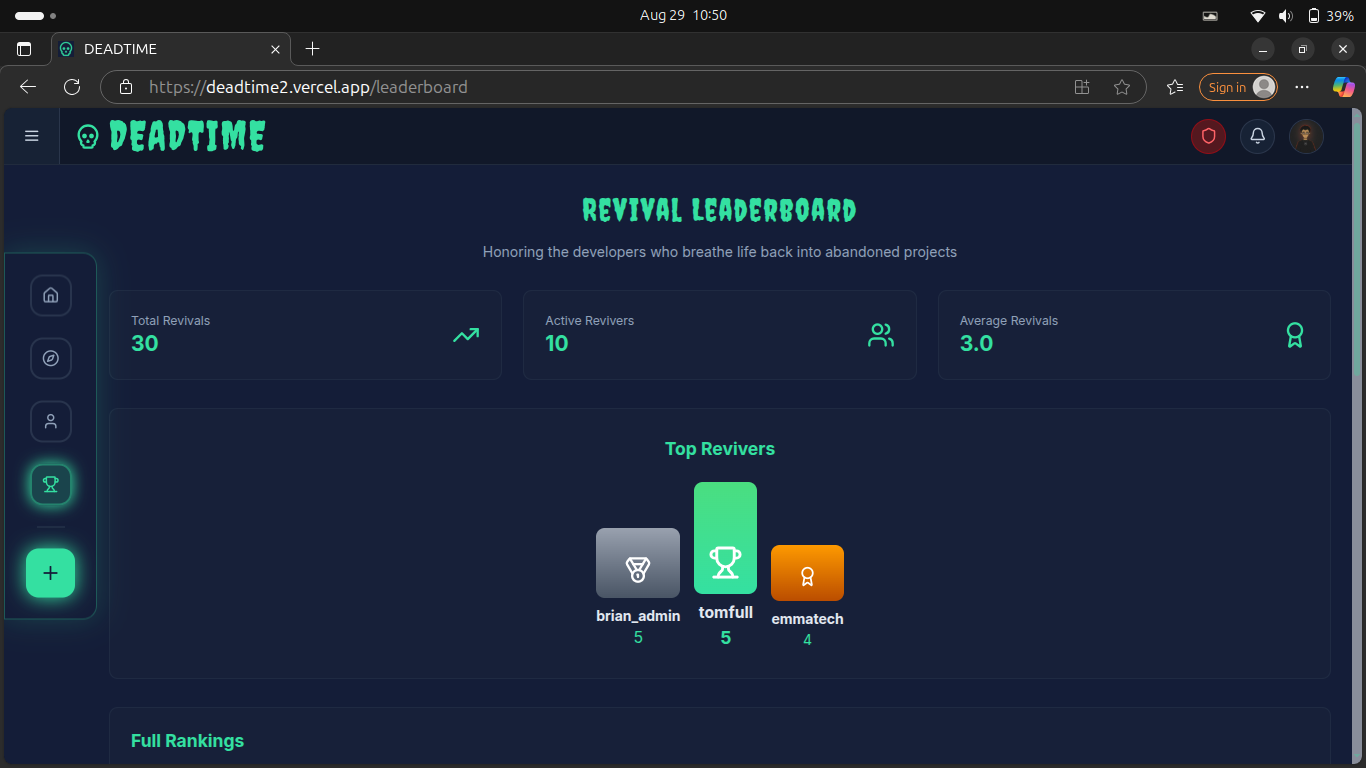 Aug 29 10:50
39%
DEADTIME
https://deadtime2.vercel.app/leaderboard
Sign in
DEADTIME
REVIVAL LEADERBOARD
Honoring the developers who breathe life back into abandoned projects
Total Revivals
30
Active Revivers
10
Average Revivals
3.0
Top Revivers
brian_admin
5
tomfull
5
emmatech
4
Full Rankings